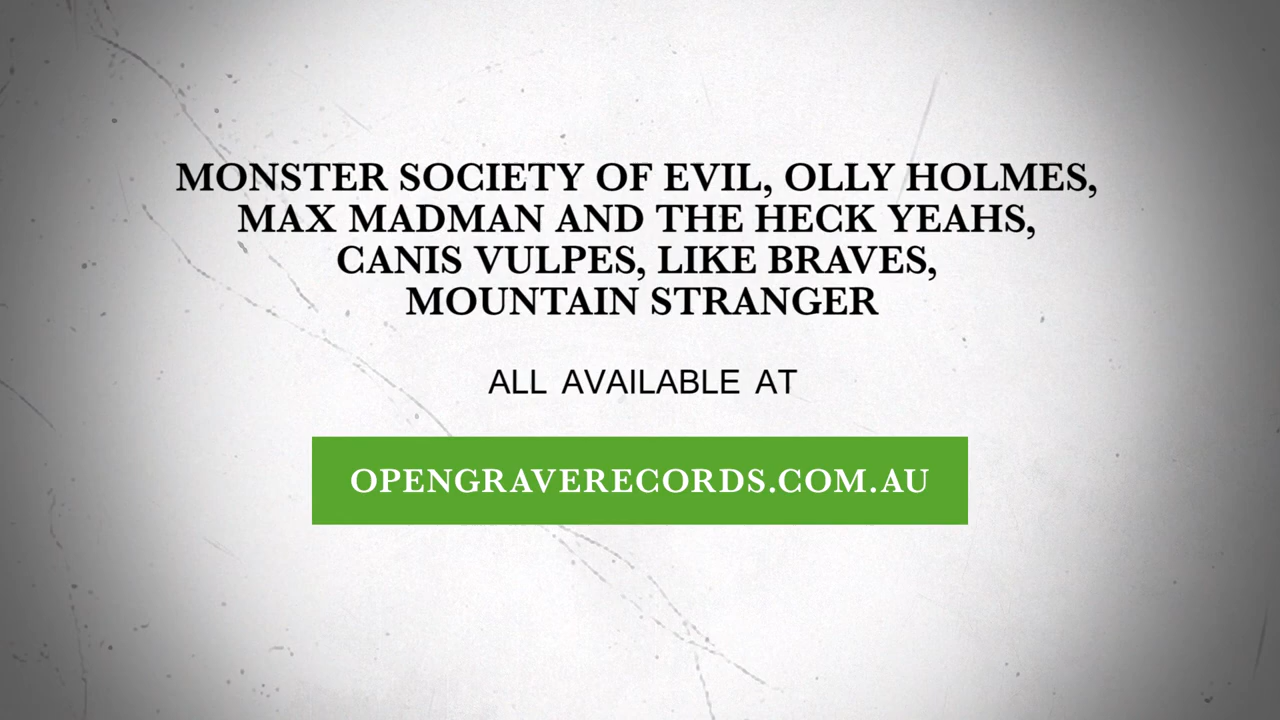 MONSTER SOCIETY OF EVIL, OLLY HOLMES,
MAX MADMAN AND THE HECK YEAHS,
CANIS VULPES, LIKE BRAVES,
MOUNTAIN STRANGER
ALL AVAILABLE AT
OPENGRAVERECORDS.COM.AU